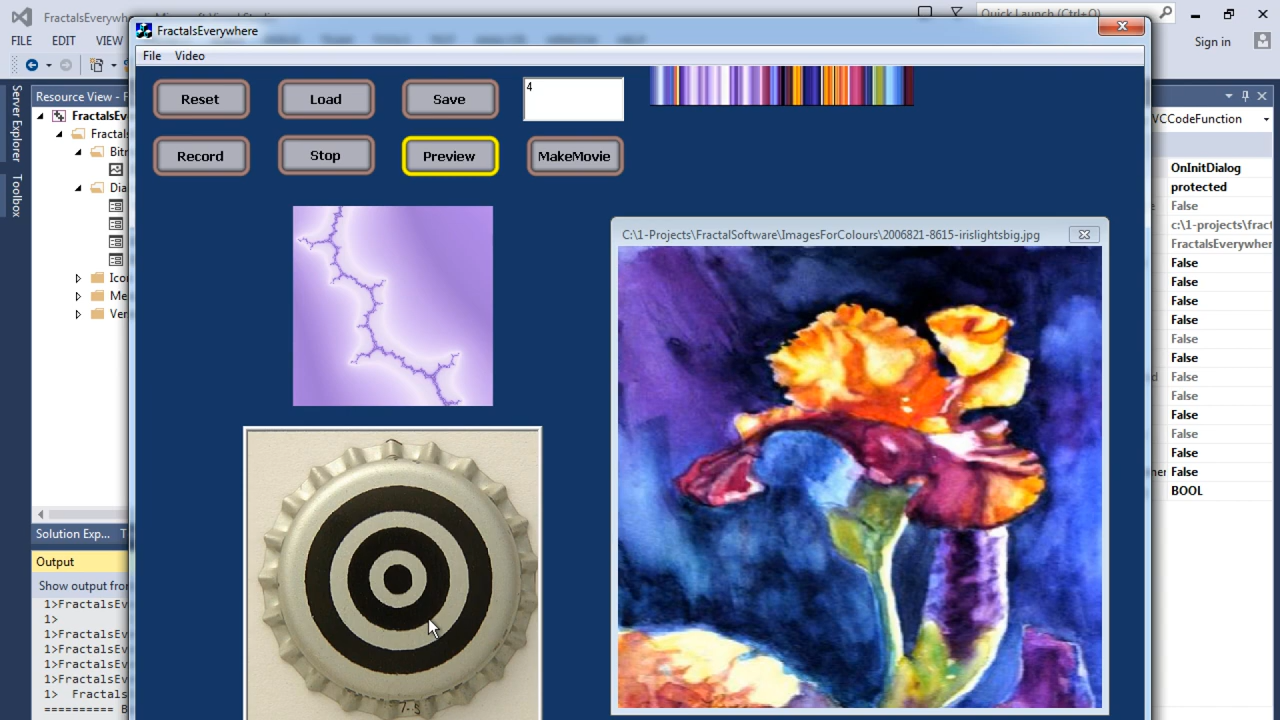 FractalsEverywhe
Quick Launch (Ctrl+Q)
FractalsEverywhere
FILE EDIT VIEW
Sign in
File Video
Server Explorer
Toolbox
Resource View - F
FractalsEv
Fractals
Reset Load Save 4
Record Stop Preview MakeMovie
C:\1-Projects\FractalSoftware\ImagesForColours\2006821-8615-irislightsbig.jpg
VCCodeFunction
OnInitDialog
protected
False
c:\1-projects\fract
FractalsEverywher
False
False
False
False
False
False
False
False
False
False
False
False
BOOL
Solution Exp... T
Output
Show output fro
1>FractalsEv
1>
1>FractalsEv
1>FractalsEv
1>FractalsEv
1>FractalsEv
1> Fractals
========== B